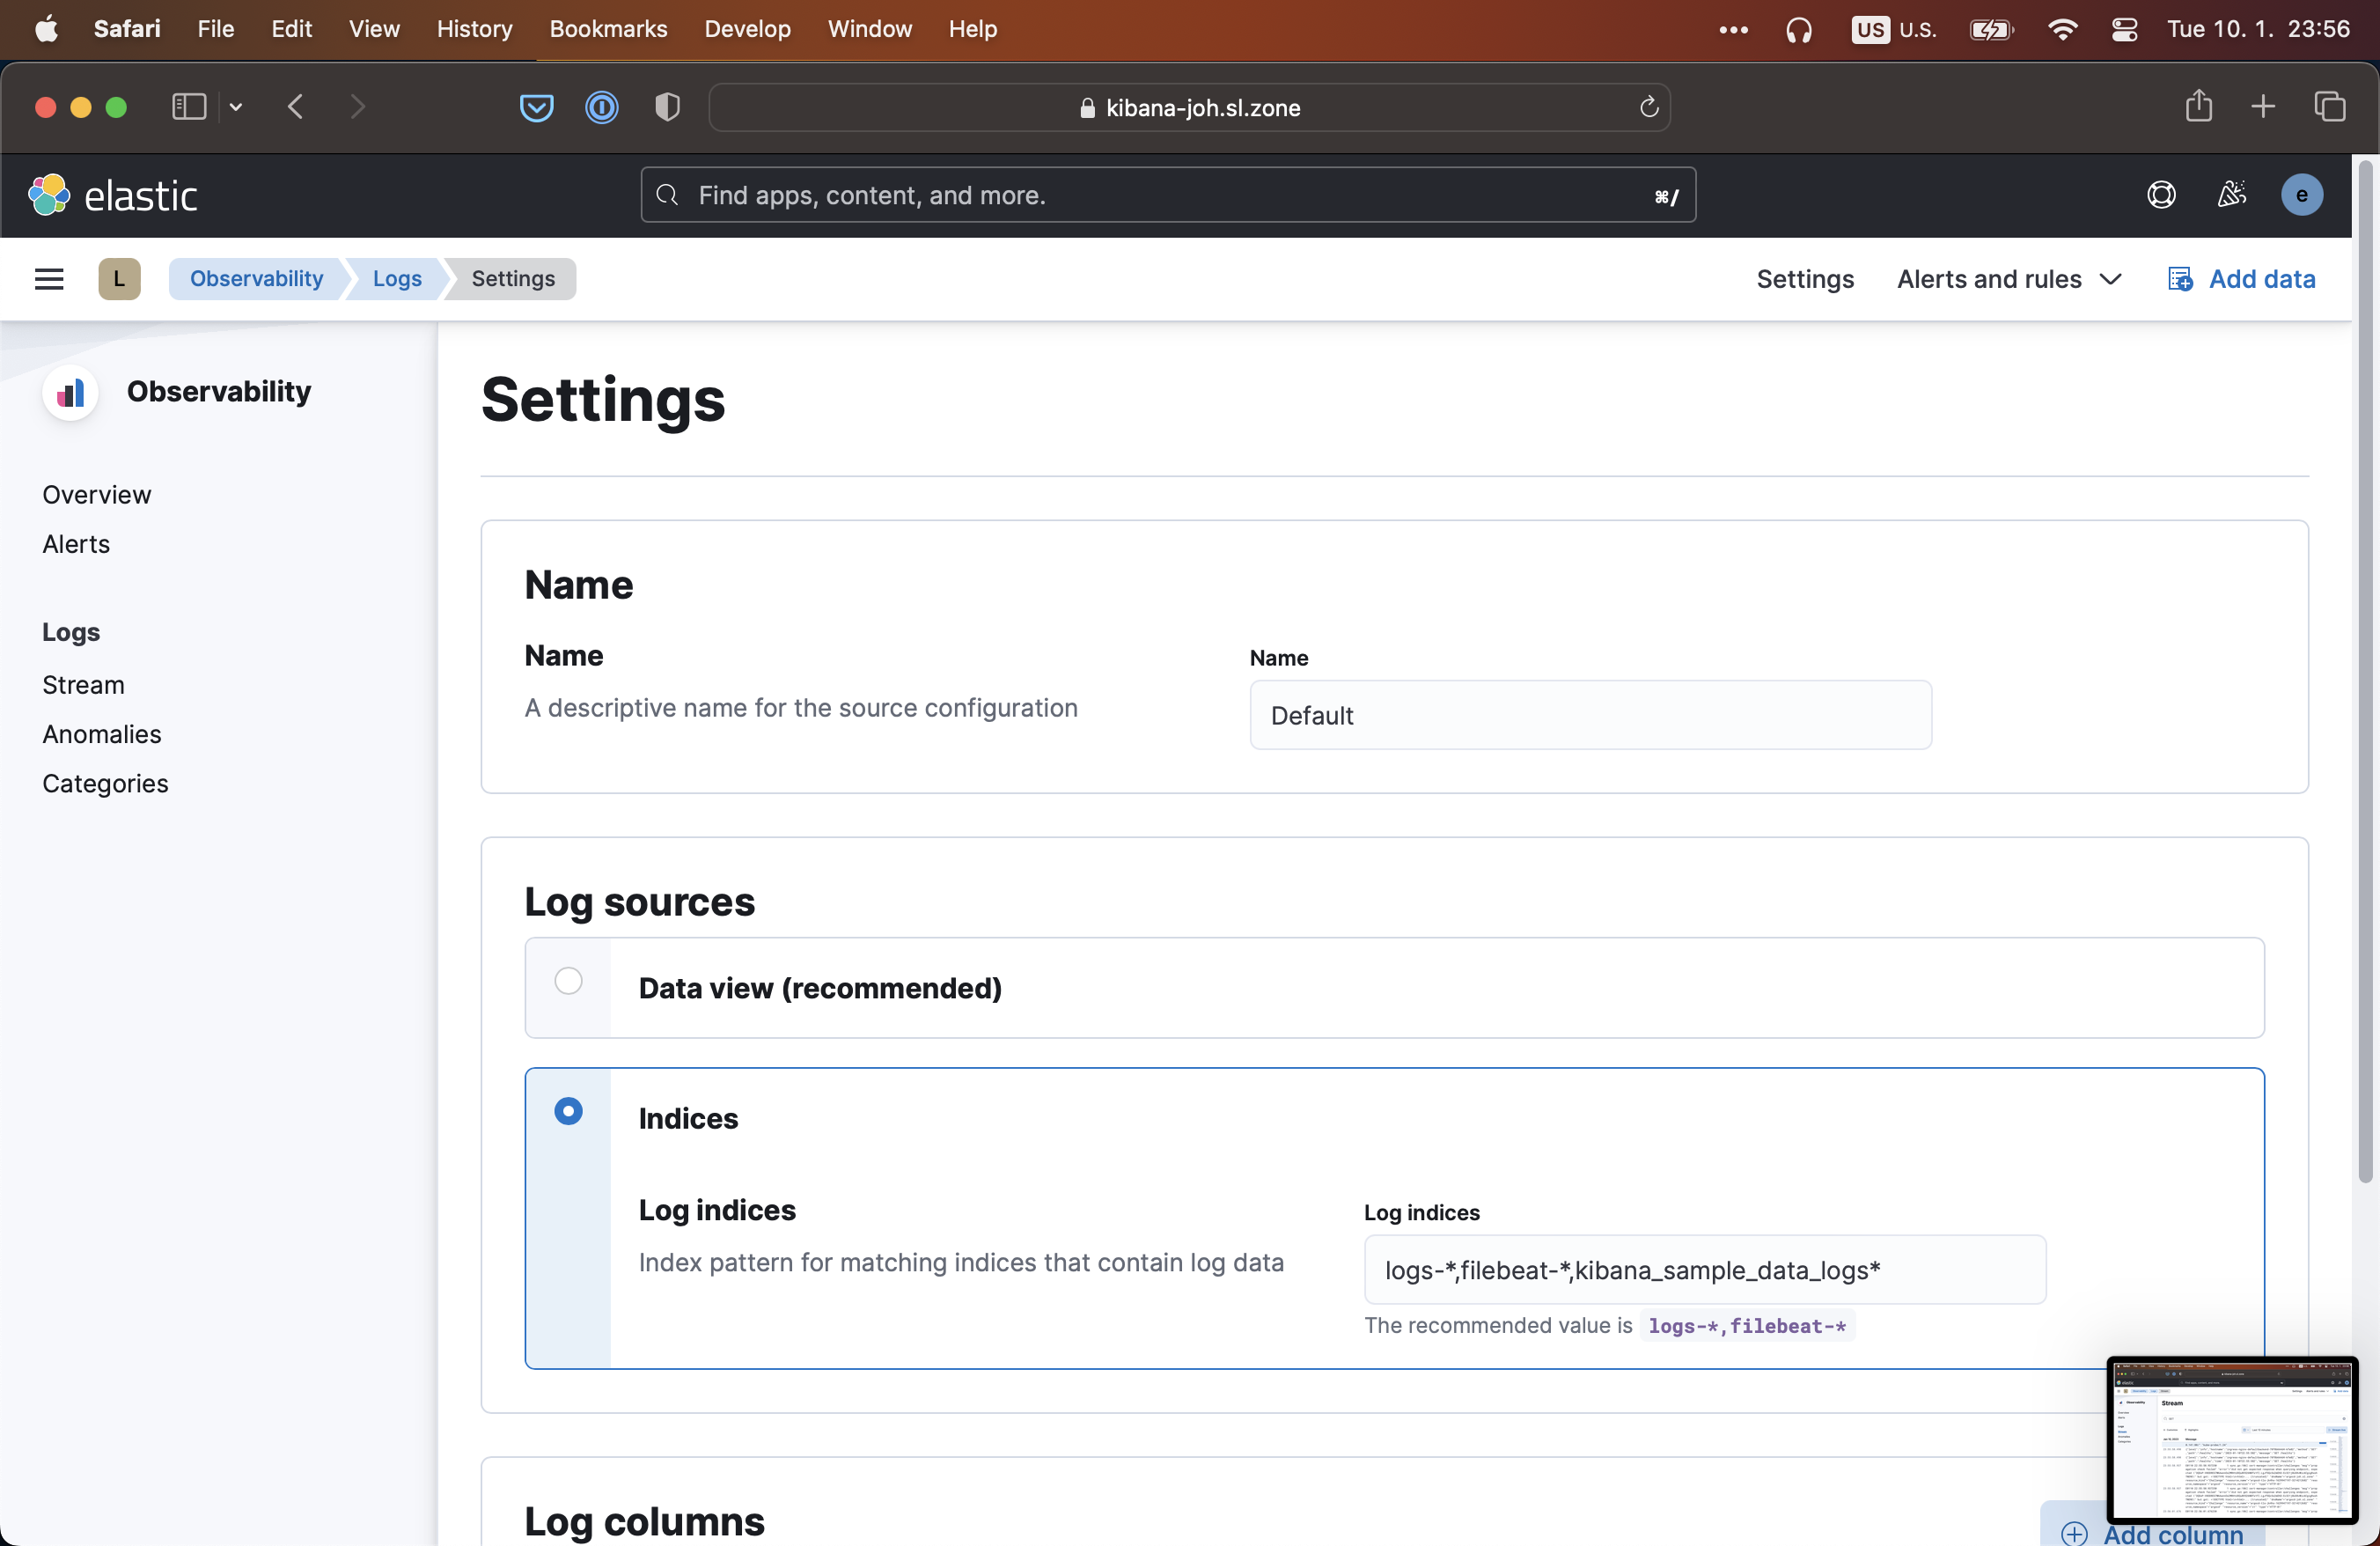 Safari File Edit View History Bookmarks Develop Window Help US U.S. Tue 10. 1. 23:56
kibana-joh.sl.zone
elastic Find apps, content, and more. ⌘/ e
L Observability Logs Settings Settings Alerts and rules Add data
Observability
Overview
Alerts
Logs
Stream
Anomalies
Categories
Settings
Name
Name
A descriptive name for the source configuration
Name
Default
Log sources
Data view (recommended)
Indices
Log indices
Index pattern for matching indices that contain log data
Log indices
logs-*,filebeat-*,kibana_sample_data_logs*
The recommended value is logs-*,filebeat-*
Stream
Log columns
Add column